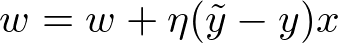 w = w + η(ỹ − y)x